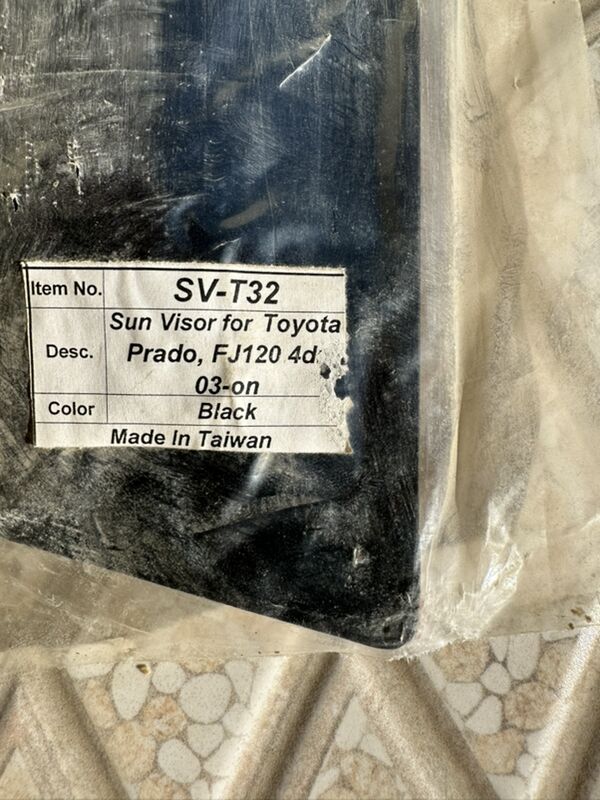 Item No. SV-T32
Sun Visor for Toyota
Desc. Prado, FJ120 4d
03-on
Color Black
Made In Taiwan